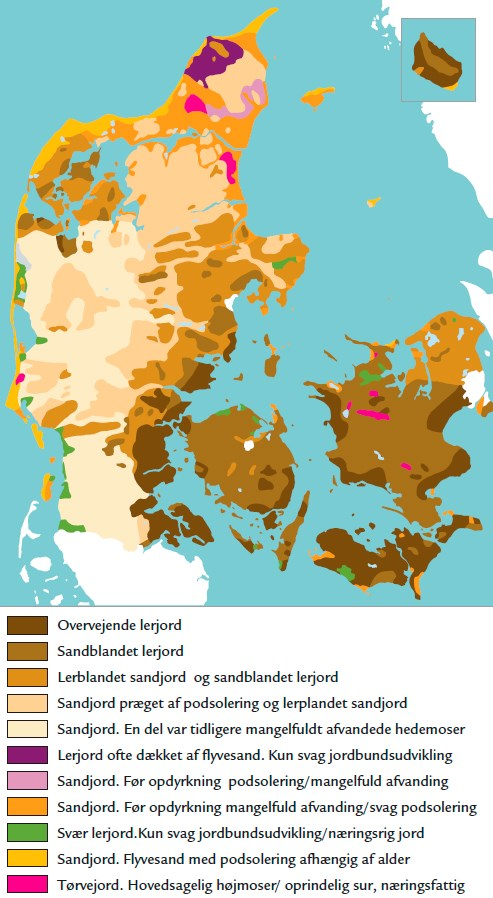 Overvejende lerjord
Sandblandet lerjord
Lerblandet sandjord og sandblandet lerjord
Sandjord præget af podsolering og lerplandet sandjord
Sandjord. En del var tidligere mangelfuldt afvandede hedemoser
Lerjord ofte dækket af flyvesand. Kun svag jordbundsudvikling
Sandjord. Før opdyrkning podsolering/mangelfuld afvanding
Sandjord. Før opdyrkning mangelfuld afvanding/svag podsolering
Svær lerjord.Kun svag jordbundsudvikling/næringsrig jord
Sandjord. Flyvesand med podsolering afhængig af alder
Tørvejord. Hovedsagelig højmoser/ oprindelig sur, næringsfattig